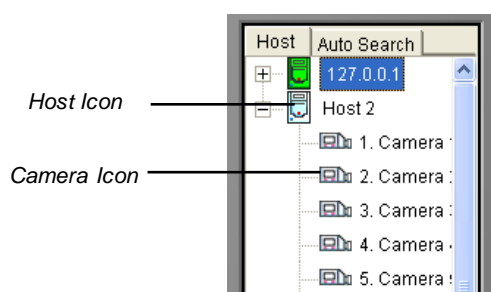 Host Auto Search
127.0.0.1
Host Icon
Host 2
1. Camera
Camera Icon
2. Camera
3. Camera
4. Camera
5. Camera